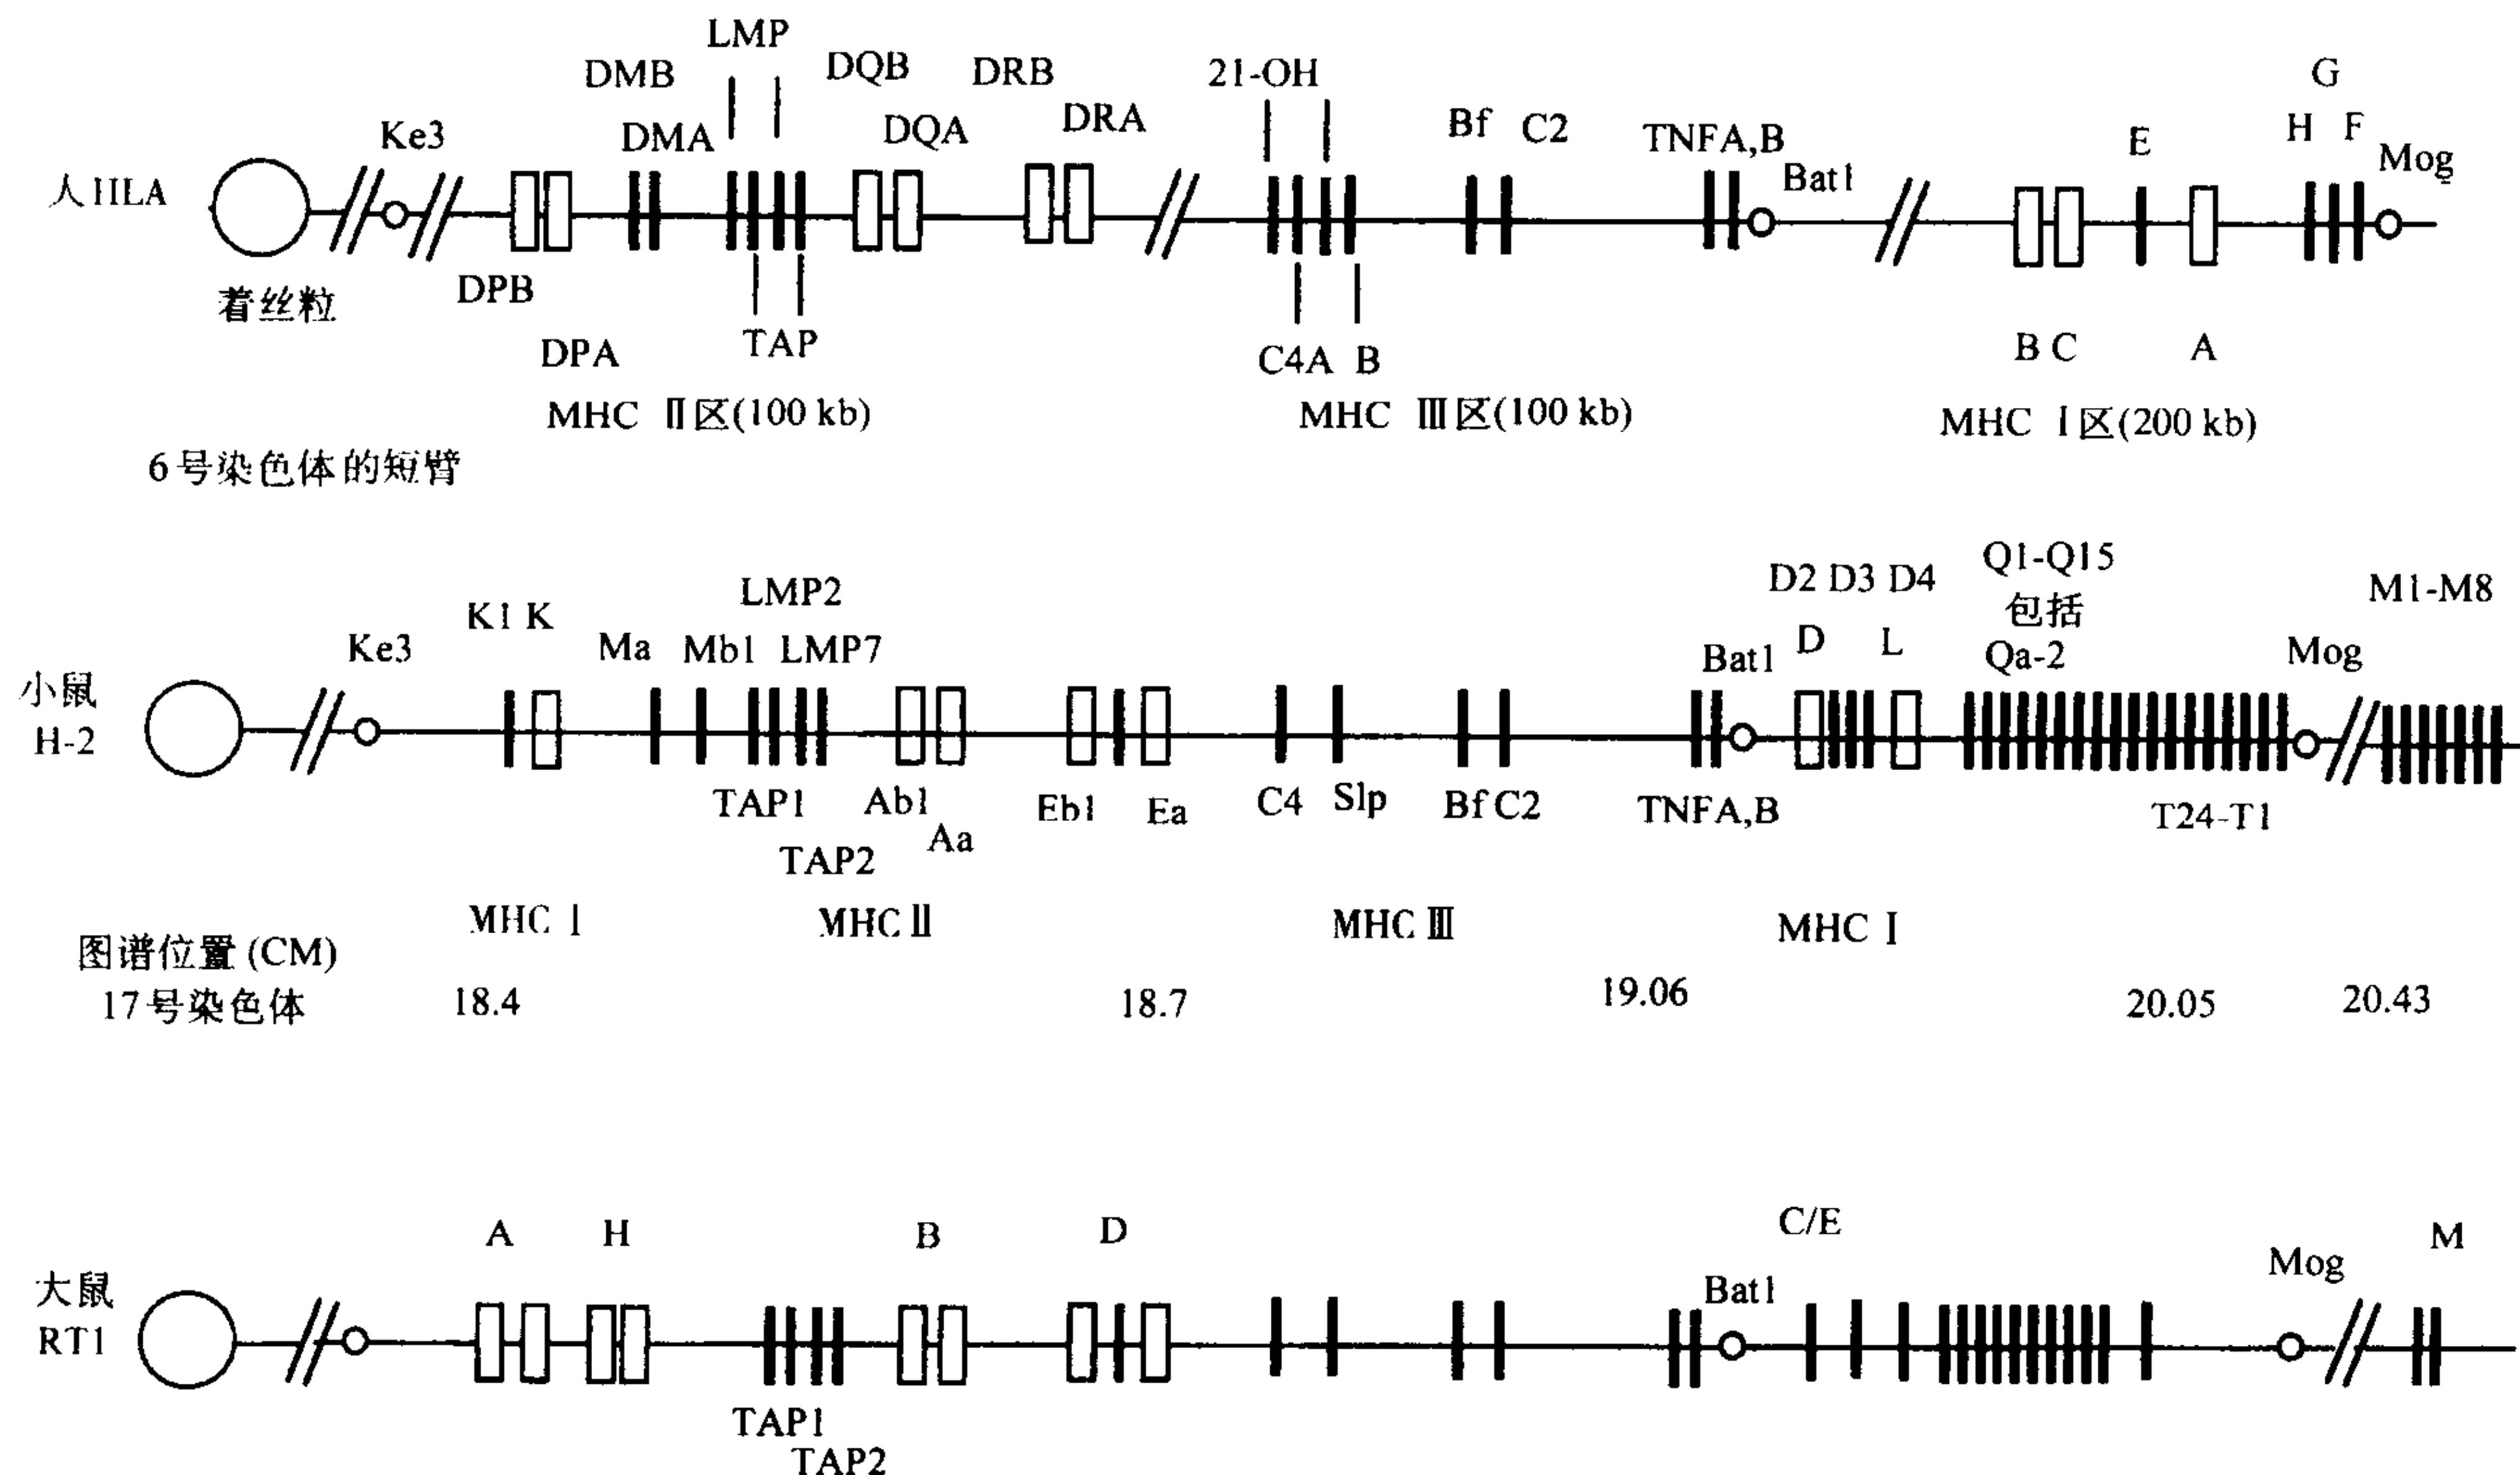 LMP
DMB DQB DRB 21-OH G
Ke3 DMA DQA DRA Bf C2 TNFA,B E H F
人HLA Bat1 Mog
着丝粒 DPB
DPA TAP C4A B B C A
MHC Ⅱ区(100 kb) MHC Ⅲ区(100 kb) MHC Ⅰ区(200 kb)
6号染色体的短臂
Q1-Q15
LMP2 D2 D3 D4 M1-M8
K1 K 包括
Ke3 Ma Mb1 LMP7 Bat1 D L Qa-2 Mog
小鼠
H-2
TAP1 Ab1 Eb1 Ea C4 Slp Bf C2 TNFA,B T24-T1
TAP2 Aa
MHC Ⅰ MHC Ⅱ MHC Ⅲ MHC Ⅰ
图谱位置 (CM)
17号染色体 18.4 18.7 19.06 20.05 20.43
A H B D C/E M
大鼠 Bat1 Mog
RT1
TAP1
TAP2